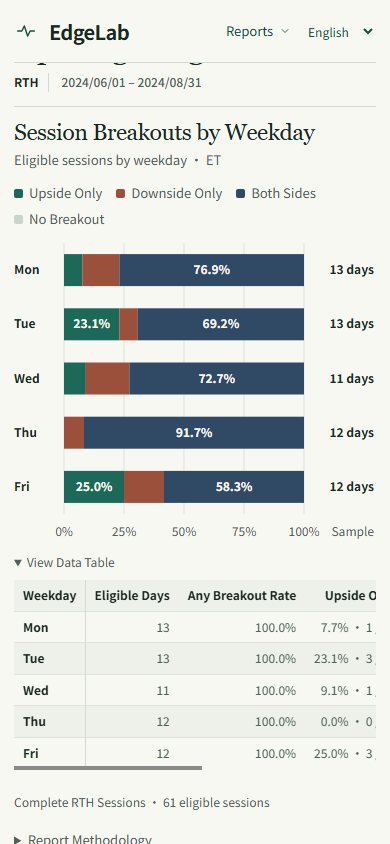 EdgeLab
Reports
English
RTH
2024/06/01 – 2024/08/31
Session Breakouts by Weekday
Eligible sessions by weekday • ET
Upside Only Downside Only Both Sides
No Breakout
Mon 76.9% 13 days
Tue 23.1% 69.2% 13 days
Wed 72.7% 11 days
Thu 91.7% 12 days
Fri 25.0% 58.3% 12 days
0% 25% 50% 75% 100% Sample
▼ View Data Table
Weekday Eligible Days Any Breakout Rate Upside
Mon 13 100.0% 7.7% • 1
Tue 13 100.0% 23.1% • 3
Wed 11 100.0% 9.1% • 1
Thu 12 100.0% 0.0% • 0
Fri 12 100.0% 25.0% • 3
Complete RTH Sessions • 61 eligible sessions
▶ Report Methodology